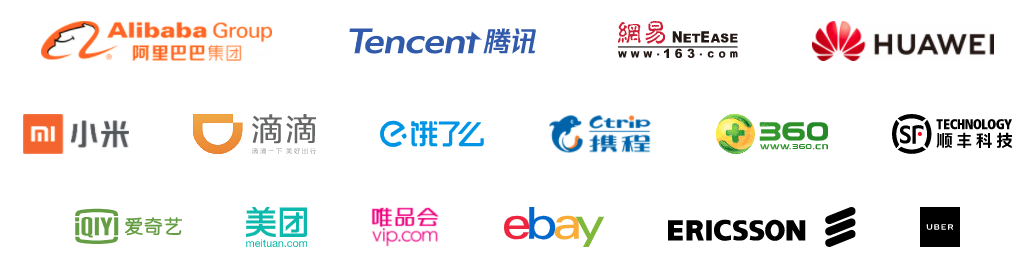 Alibaba Group
阿里巴巴集团
Tencent 腾讯
網易 NETEASE
www.163.com
HUAWEI
mi 小米
滴滴
滴滴一下 美好出行
e 饿了么
Ctrip
携程
360
www.360.cn
SF TECHNOLOGY
顺丰科技
iQIYI 爱奇艺
美团
meituan.com
唯品会
vip.com
ebay
ERICSSON
UBER